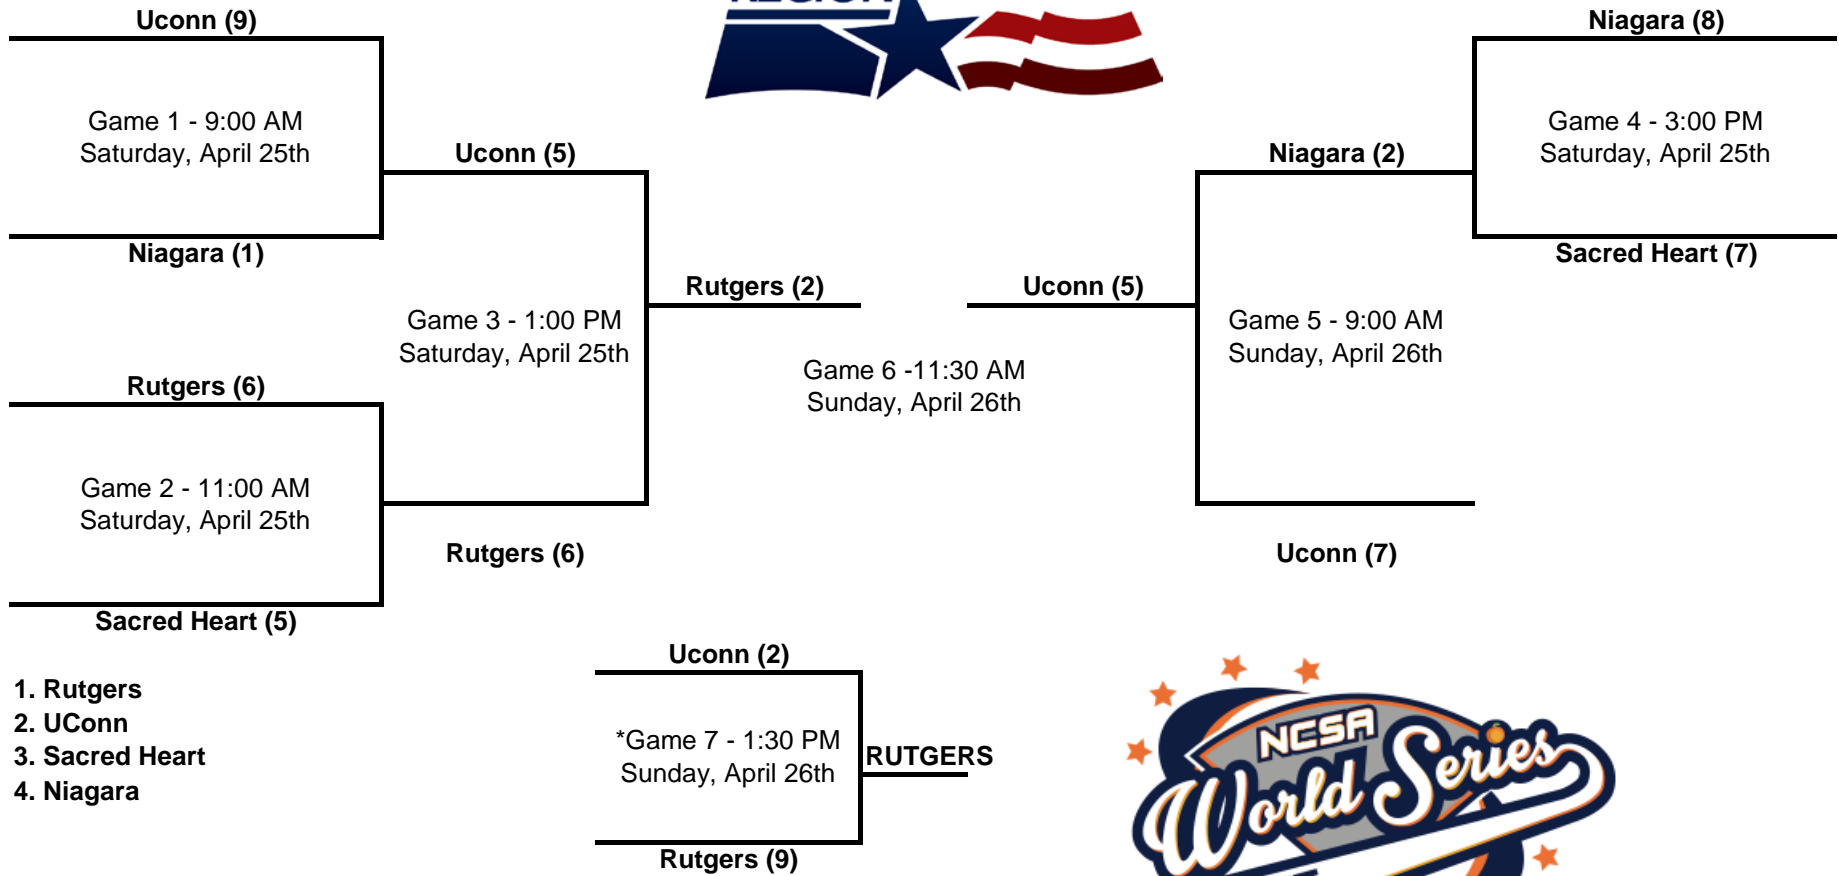 REGION
Uconn (9)
Niagara (8)
Game 1 - 9:00 AM
Saturday, April 25th
Game 4 - 3:00 PM
Saturday, April 25th
Uconn (5)
Niagara (2)
Niagara (1)
Sacred Heart (7)
Rutgers (2)
Uconn (5)
Game 3 - 1:00 PM
Saturday, April 25th
Game 5 - 9:00 AM
Sunday, April 26th
Game 6 -11:30 AM
Sunday, April 26th
Rutgers (6)
Game 2 - 11:00 AM
Saturday, April 25th
Rutgers (6)
Uconn (7)
Sacred Heart (5)
Uconn (2)
1. Rutgers
2. UConn
3. Sacred Heart
4. Niagara
*Game 7 - 1:30 PM
Sunday, April 26th
RUTGERS
Rutgers (9)
NCSA
World Series